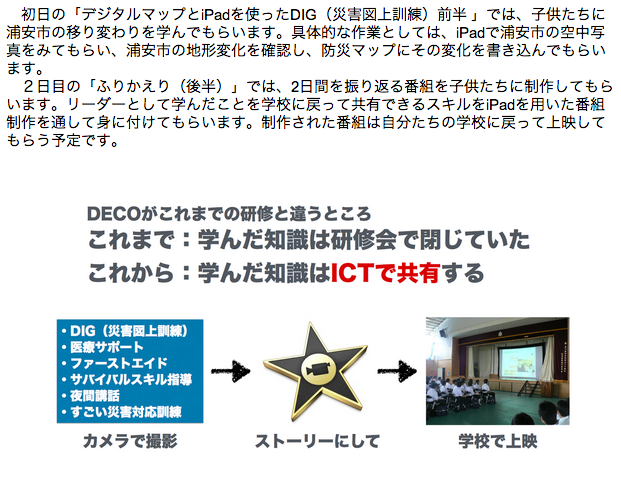 初日の「デジタルマップとiPadを使ったDIG（災害図上訓練）前半 」では、子供たちに
浦安市の移り変わりを学んでもらいます。具体的な作業としては、iPadで浦安市の空中写
真をみてもらい、浦安市の地形変化を確認し、防災マップにその変化を書き込んでもらい
ます。
２日目の「ふりかえり（後半）」では、2日間を振り返る番組を子供たちに制作してもら
います。リーダーとして学んだことを学校に戻って共有できるスキルをiPadを用いた番組
制作を通して身に付けてもらいます。制作された番組は自分たちの学校に戻って上映して
もらう予定です。
DECOがこれまでの研修と違うところ
これまで：学んだ知識は研修会で閉じていた
これから：学んだ知識はICTで共有する
・DIG（災害図上訓練）
・医療サポート
・ファーストエイド
・サバイバルスキル指導
・夜間講話
・すごい災害対応訓練
カメラで撮影
ストーリーにして
学校で上映